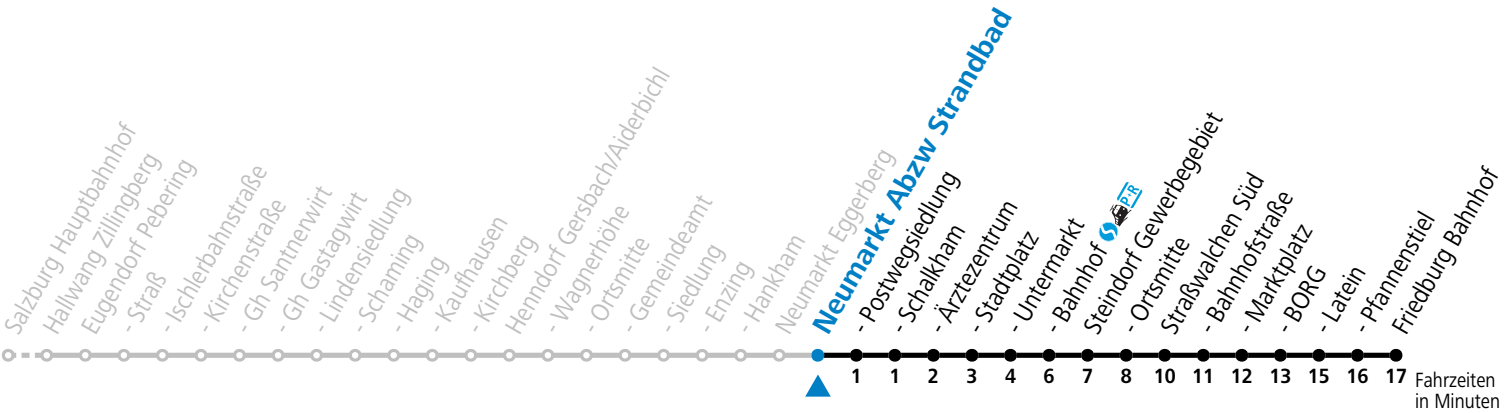 Salzburg Hauptbahnhof
Hallwang Zillingberg
Eugendorf Pebering
- Straß
- Ischlerbahnstraße
- Kirchenstraße
- Gh Santnerwirt
- Gh Gastagwirt
- Lindensiedlung
- Schaming
- Haging
- Kaufhausen
- Kirchberg
Henndorf Gersbach/Aiderbichl
- Wagnerhöhe
- Ortsmitte
- Gemeindeamt
- Siedlung
- Enzing
- Hankham
Neumarkt Eggerberg
Neumarkt Abzw Strandbad
- Postwegsiedlung
- Schalkham
- Ärztezentrum
- Stadtplatz
- Untermarkt
- Bahnhof S P+R
Steindorf Gewerbegebiet
- Ortsmitte
Straßwalchen Süd
- Bahnhofstraße
- Marktplatz
- BORG
- Latein
- Pfannenstiel
Friedburg Bahnhof
1 1 2 3 4 6 7 8 10 11 12 13 15 16 17
Fahrzeiten
in Minuten